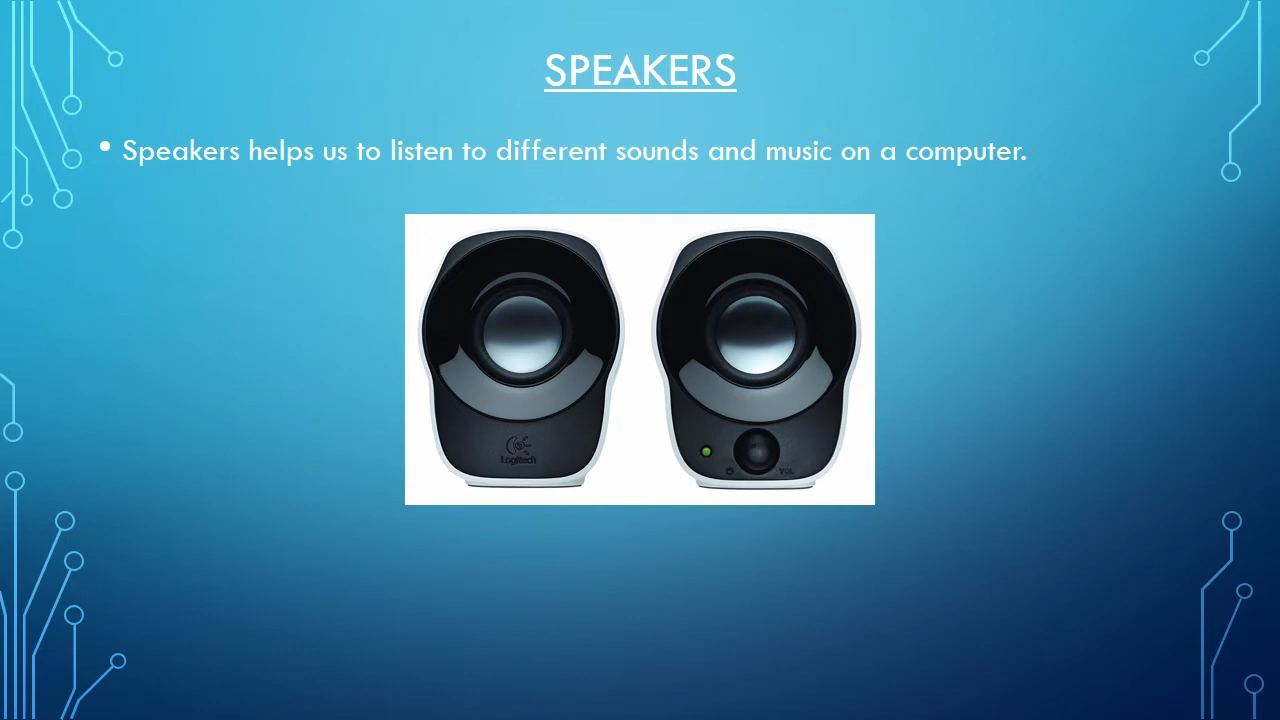 SPEAKERS
• Speakers helps us to listen to different sounds and music on a computer.
Logitech
VOL